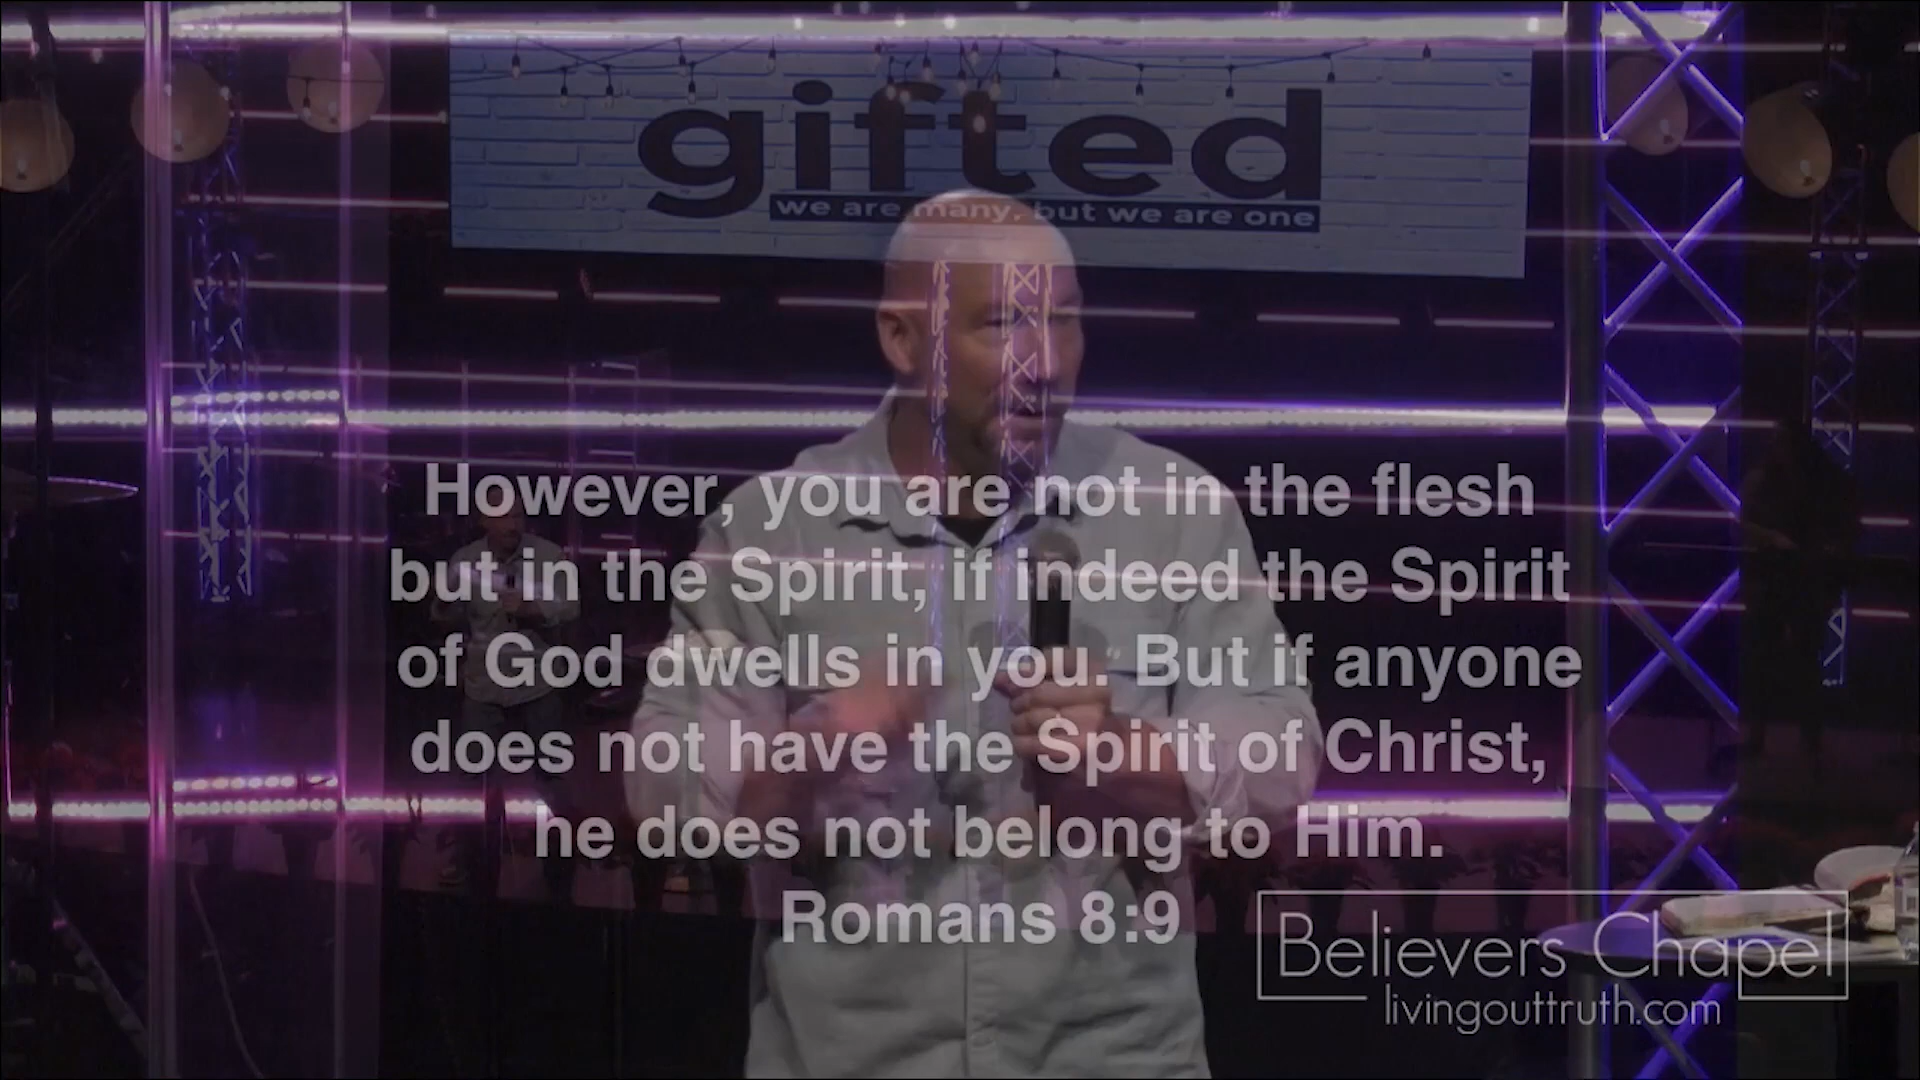 gifted
we are many, but we are one
However, you are not in the flesh
but in the Spirit, if indeed the Spirit
of God dwells in you. But if anyone
does not have the Spirit of Christ,
he does not belong to Him.
Romans 8:9
Believers Chapel
livingouttruth.com